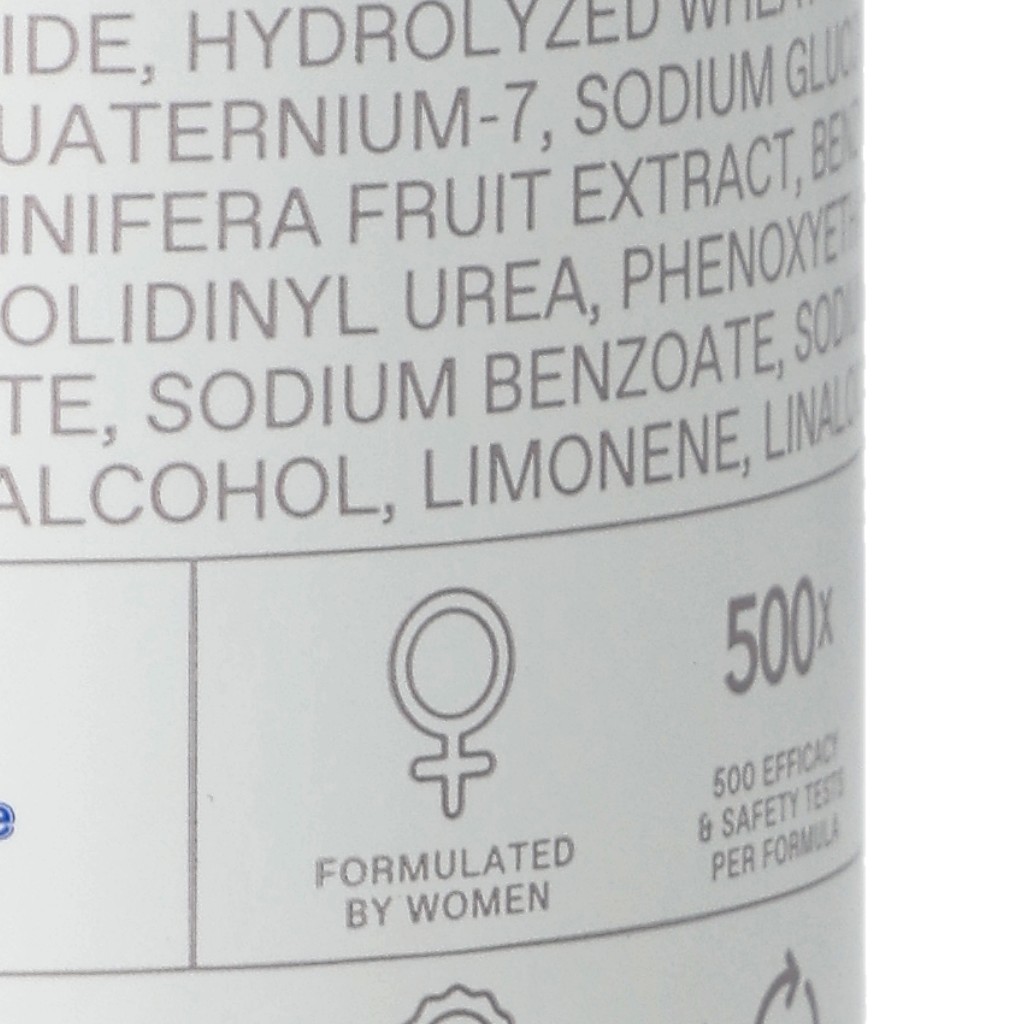 IDE, HYDROLYZED
UATERNIUM-7, SODIUM
INIFERA FRUIT EXTRACT,
OLIDINYL UREA,
TE, SODIUM BENZOATE,
ALCOHOL, LIMONENE,
500X
500 EFFICACY
& SAFETY TESTS
PER FORMULA
e
FORMULATED
BY WOMEN